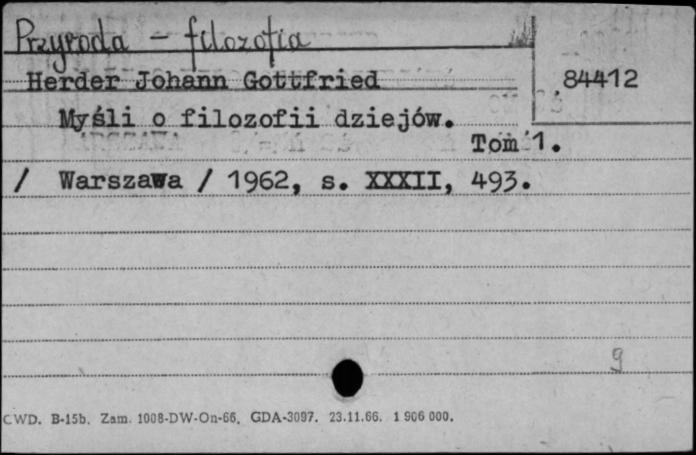 Przyroda - filozofia
Herder Johann Gottfried 84412
Myśli o filozofii dziejów.
Tom 1.
/ Warszawa / 1962, s. XXXII, 493.
9
CWD. B-15b. Zam. 1008-DW-On-66. GDA-3097. 23.11.66. 1 906 000.